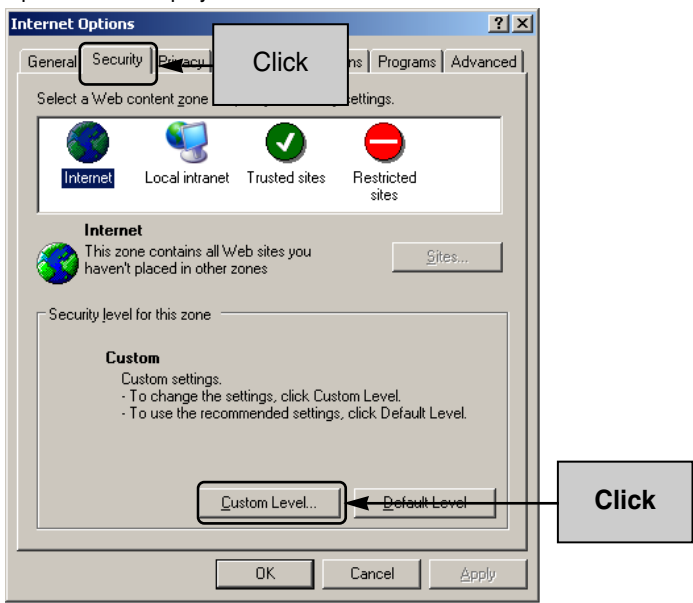 Internet Options
General Security Privacy Click ns Programs Advanced
Select a Web content zone ettings.
Internet Local intranet Trusted sites Restricted
sites
Internet
This zone contains all Web sites you
haven't placed in other zones
Sites...
Security level for this zone
Custom
Custom settings.
- To change the settings, click Custom Level.
- To use the recommended settings, click Default Level.
Custom Level... Default Level
Click
OK Cancel Apply